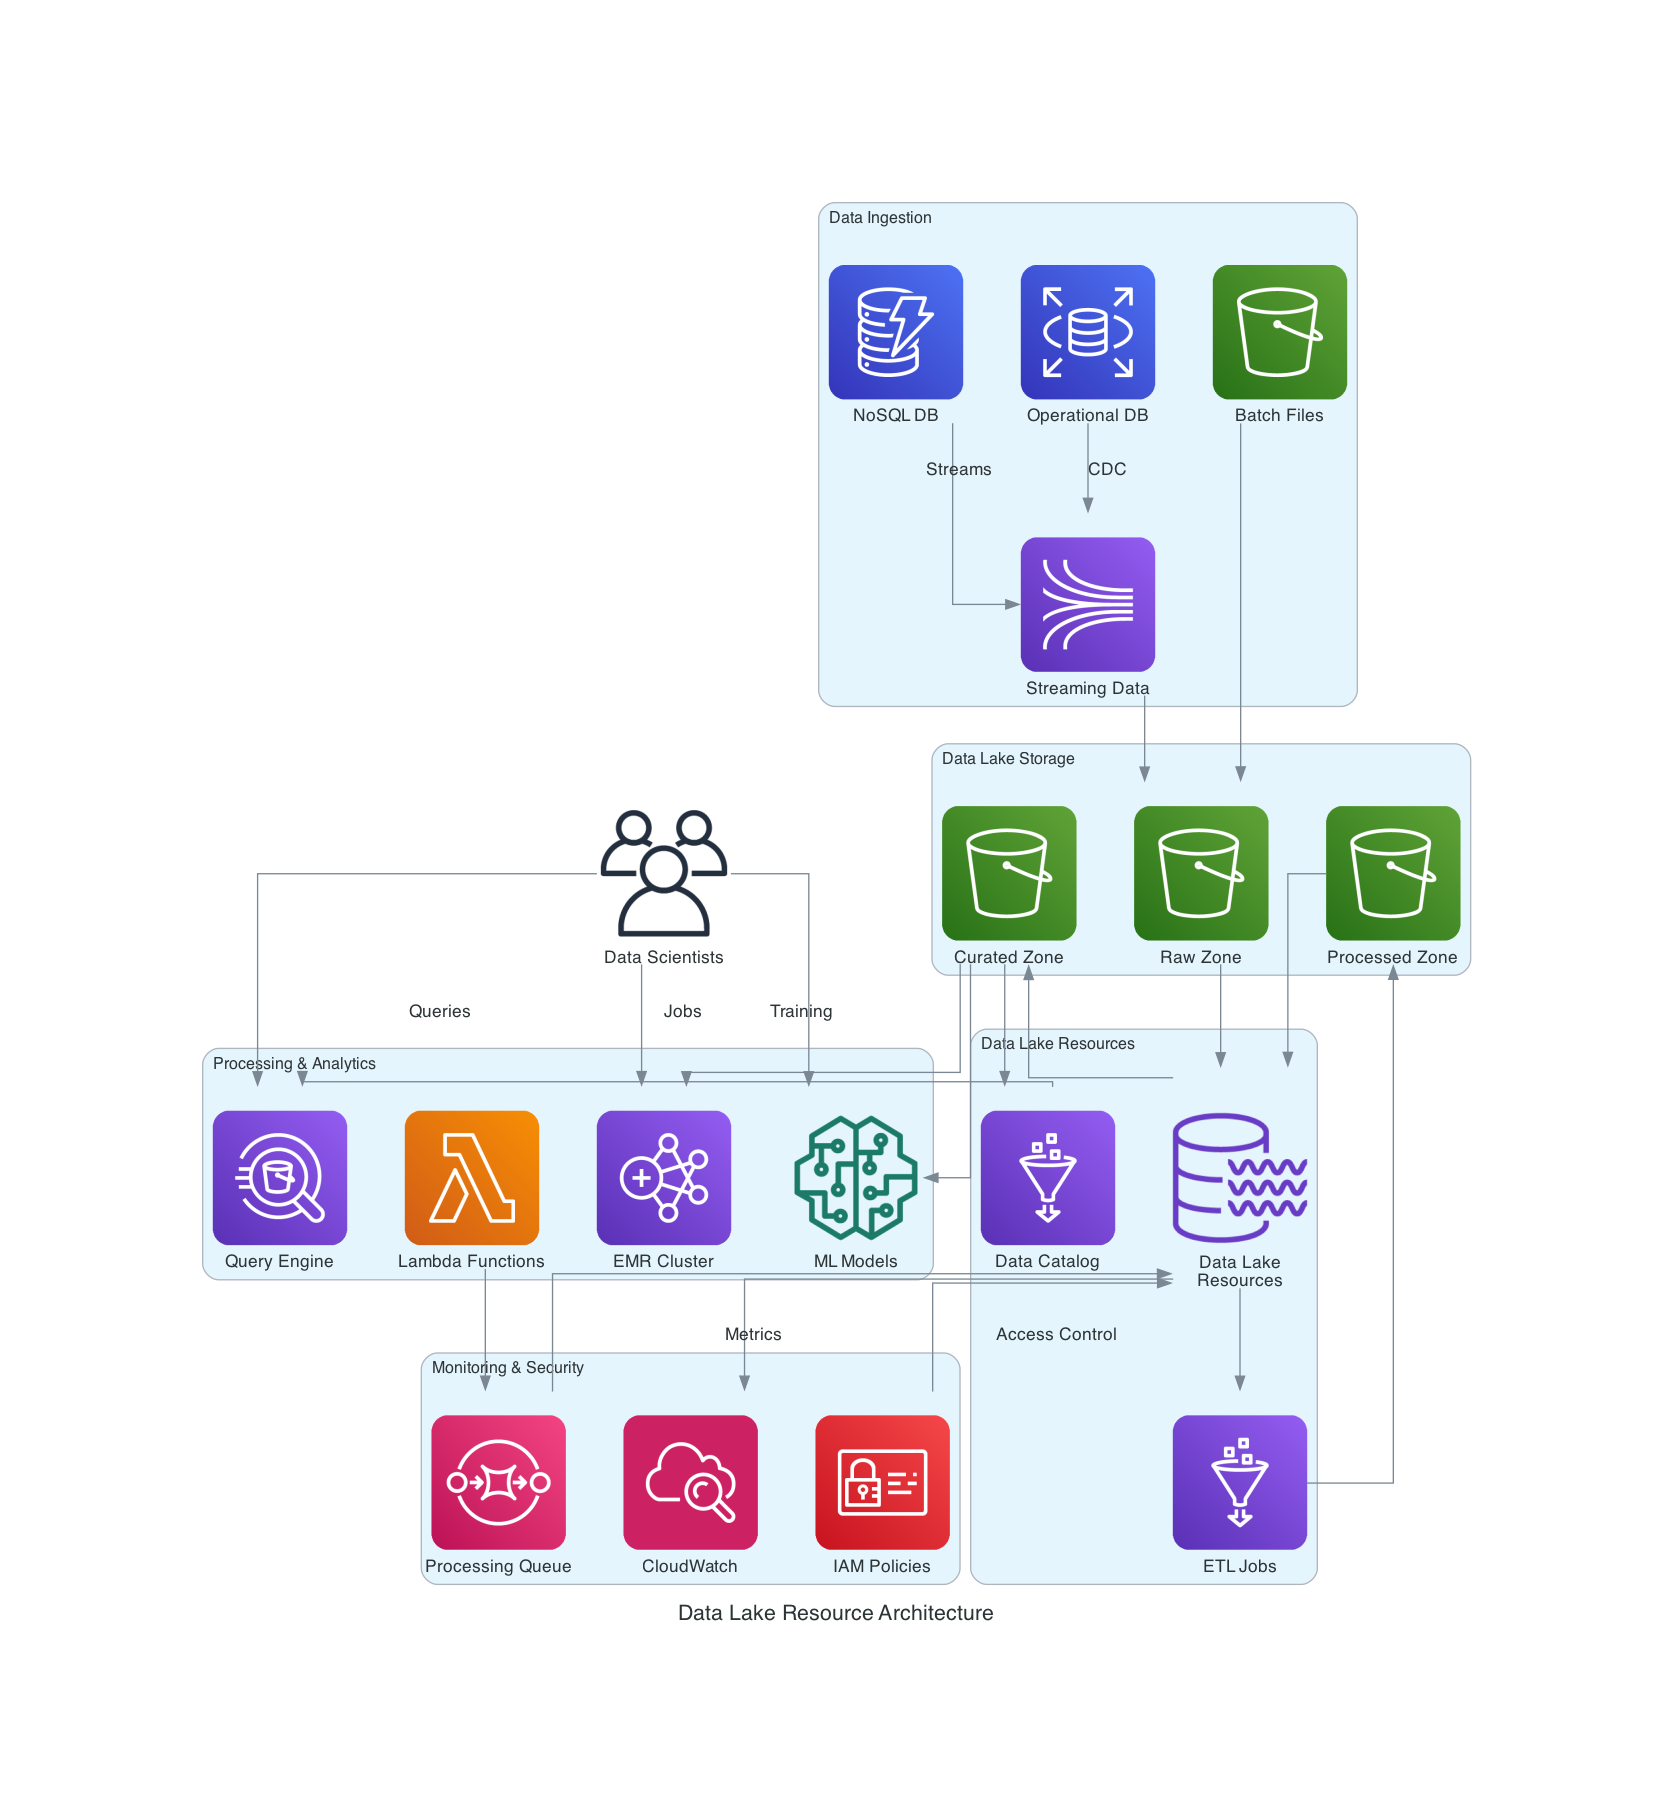 Data Ingestion
NoSQL DB
Operational DB
Batch Files
Streams
CDC
Streaming Data
Data Lake Storage
Curated Zone
Raw Zone
Processed Zone
Data Scientists
Queries
Jobs
Training
Processing & Analytics
Data Lake Resources
Query Engine
Lambda Functions
EMR Cluster
ML Models
Data Catalog
Data Lake
Resources
Metrics
Access Control
Monitoring & Security
Processing Queue
CloudWatch
IAM Policies
ETL Jobs
Data Lake Resource Architecture